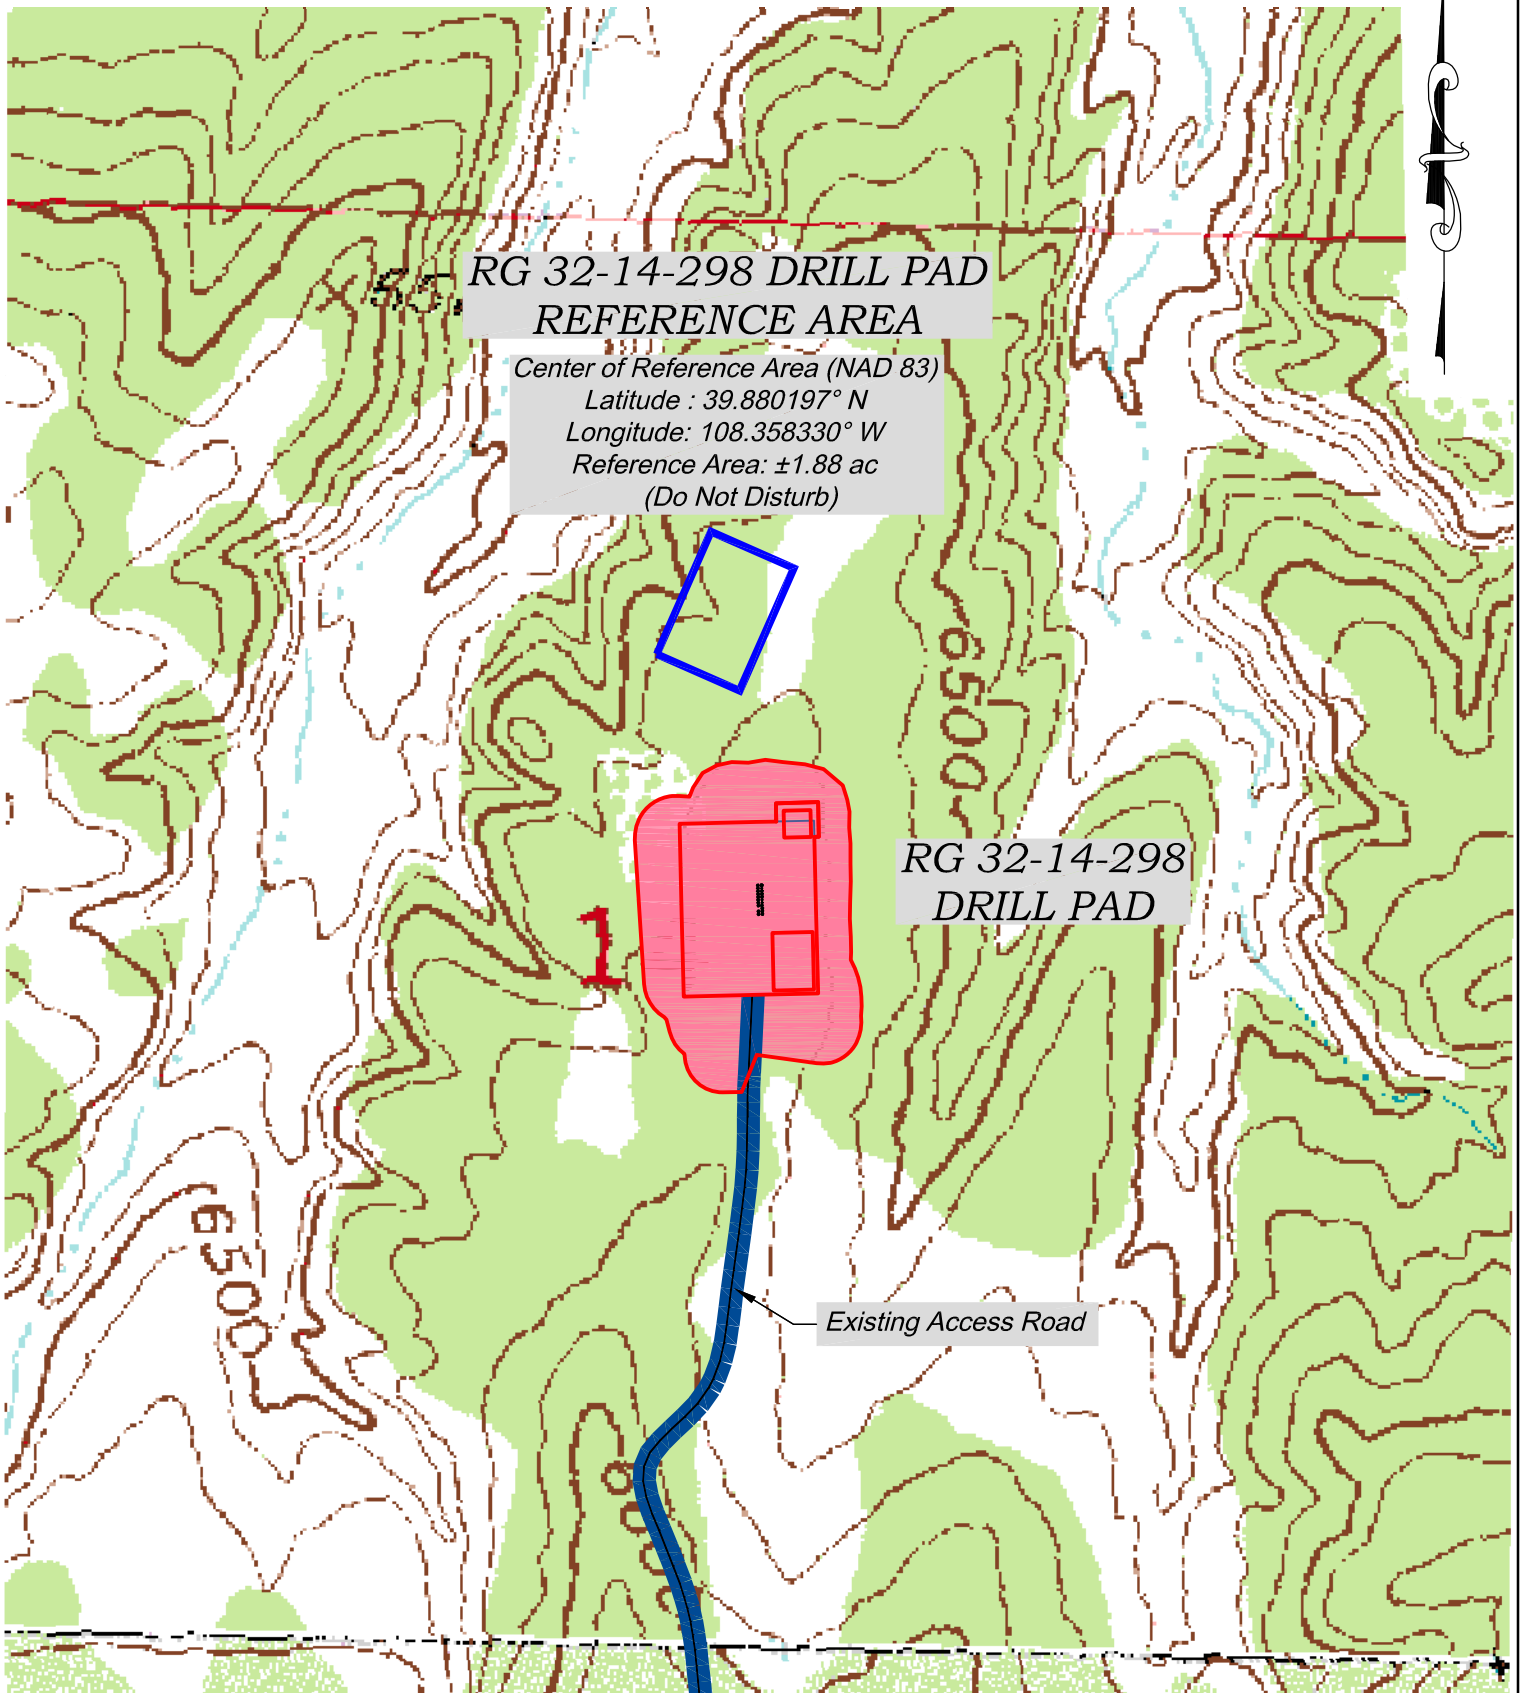 RG 32-14-298 DRILL PAD
REFERENCE AREA
Center of Reference Area (NAD 83)
Latitude : 39.880197° N
Longitude: 108.358330° W
Reference Area: ±1.88 ac
(Do Not Disturb)
6500
RG 32-14-298
DRILL PAD
1
6300
Existing Access Road